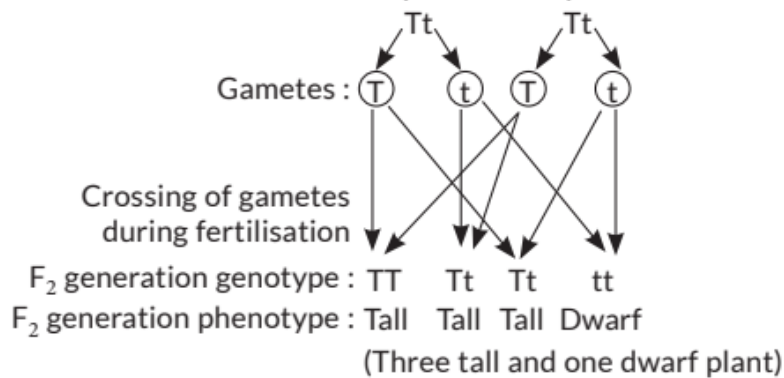 Tt Tt
Gametes : T t T t
Crossing of gametes
during fertilisation
F₂ generation genotype : TT Tt Tt tt
F₂ generation phenotype : Tall Tall Tall Dwarf
(Three tall and one dwarf plant)